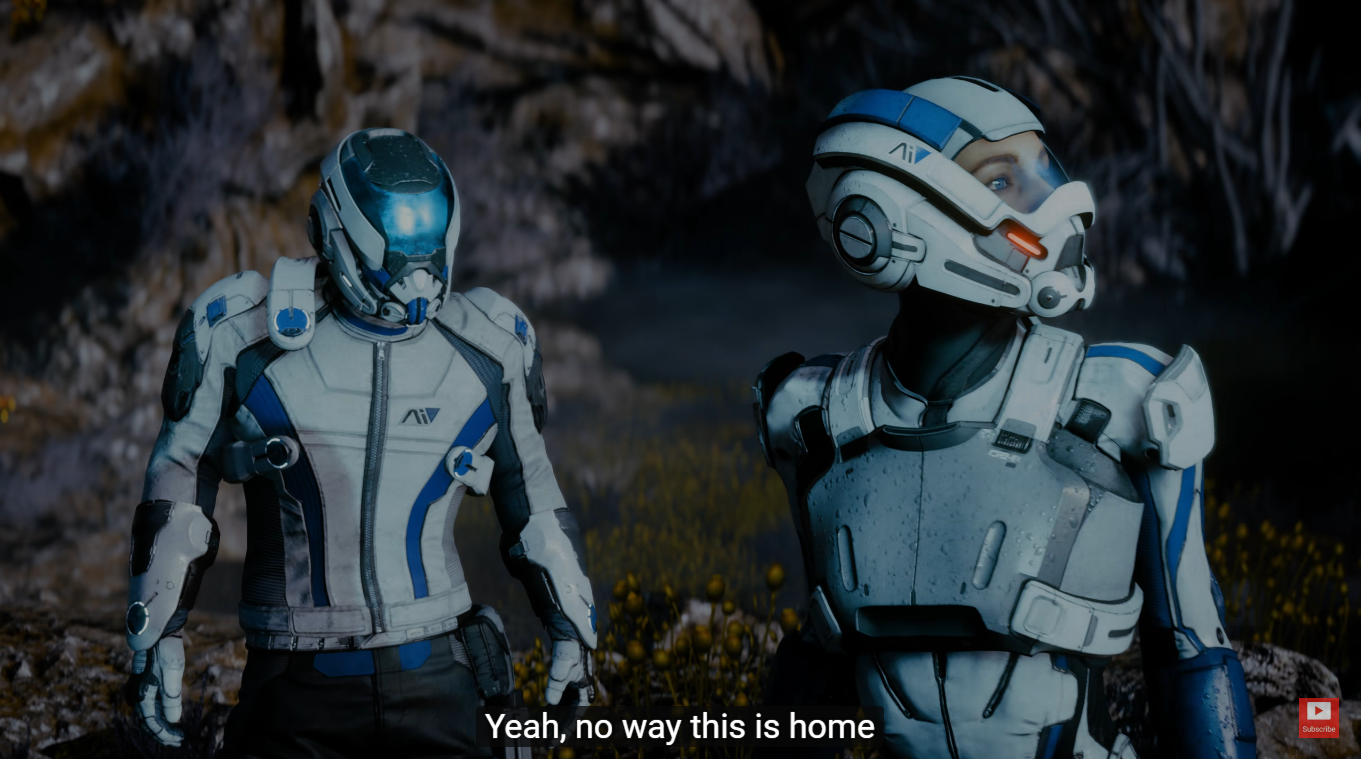 Ai
Ai
Yeah, no way this is home
Subscribe